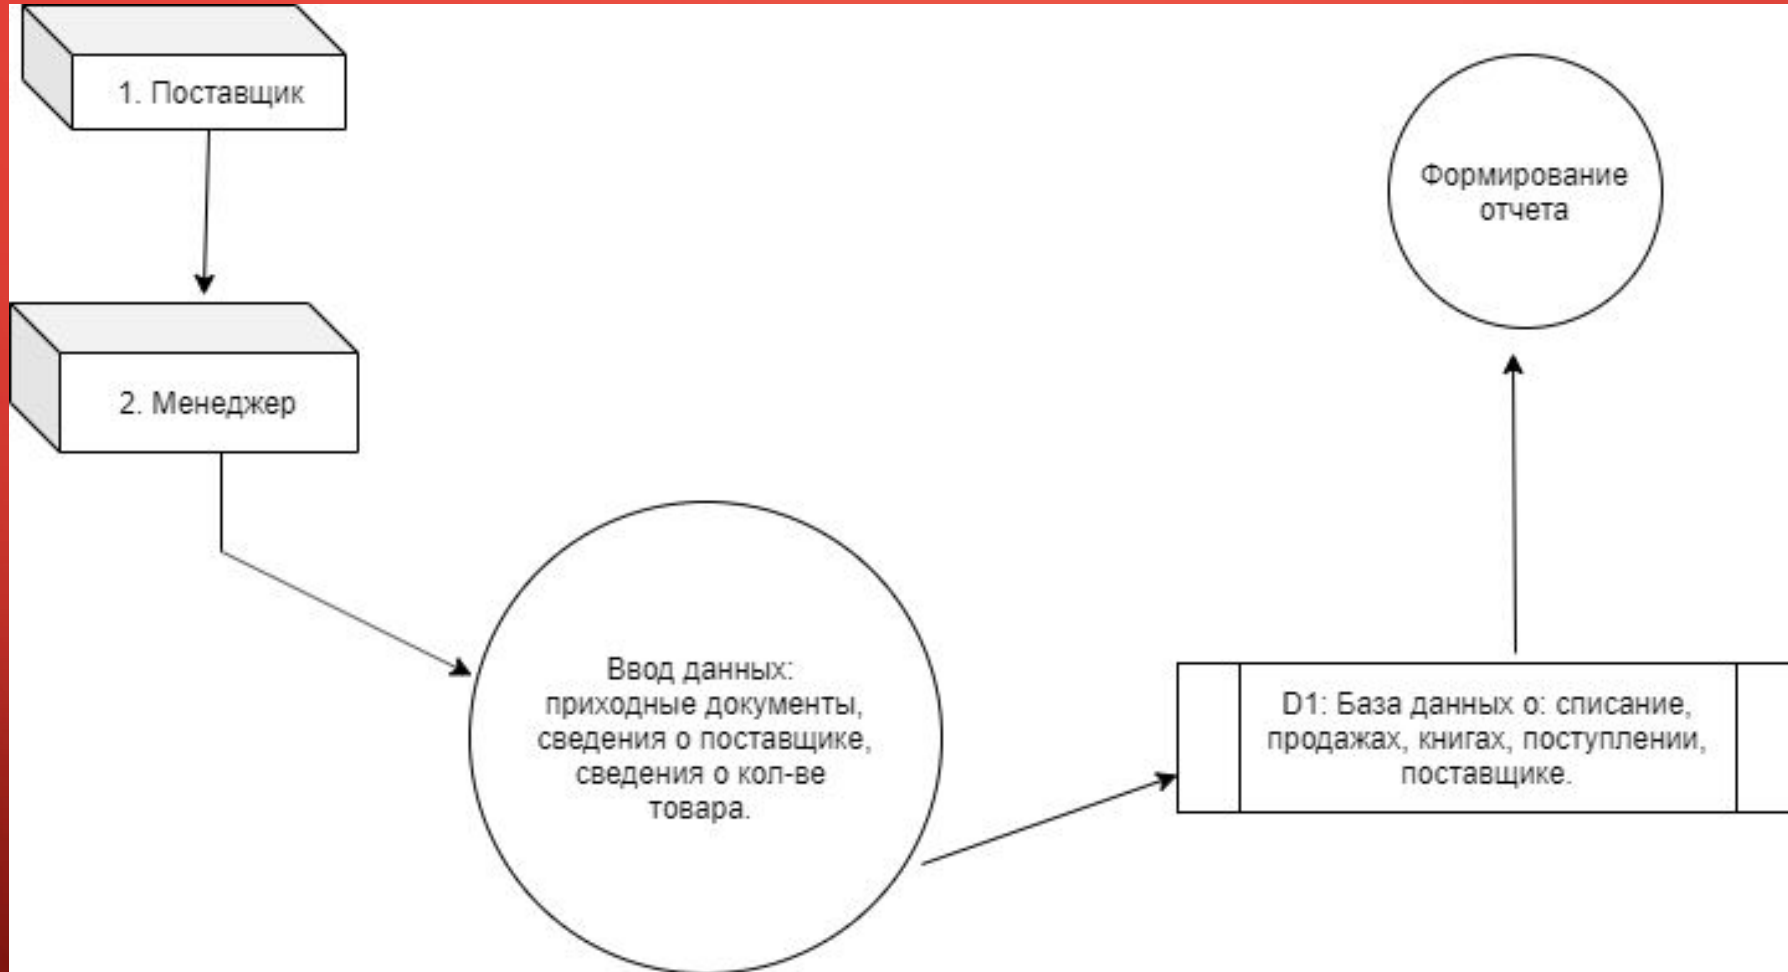 1. Поставщик
2. Менеджер
Ввод данных:
приходные документы,
сведения о поставщике,
сведения о кол-ве
товара.
D1: База данных о: списание,
продажах, книгах, поступлении,
поставщике.
Формирование
отчета